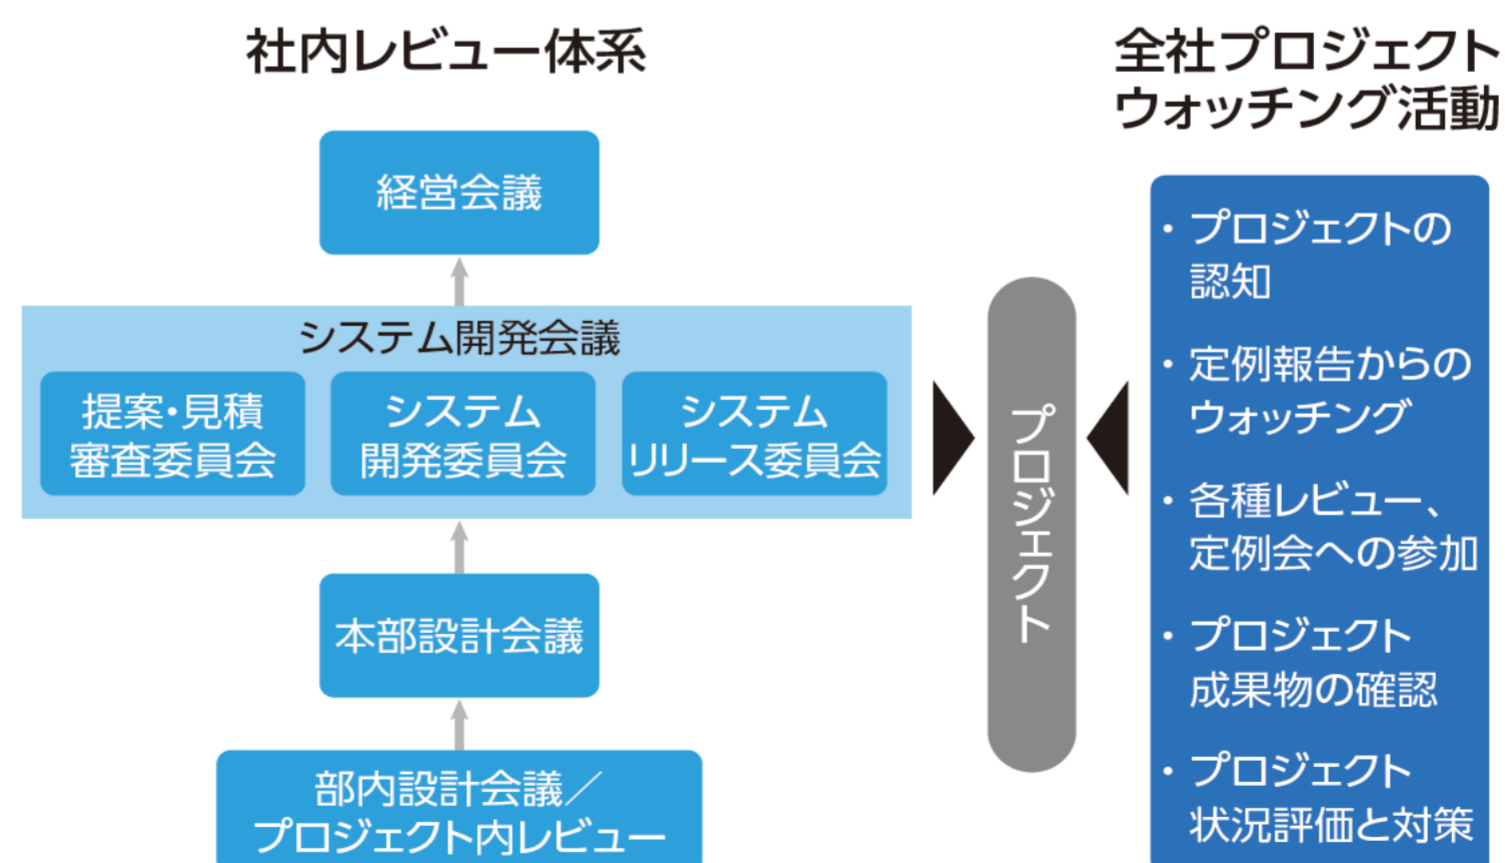 社内レビュー体系
経営会議
システム開発会議
提案・見積
審査委員会
システム
開発委員会
システム
リリース委員会
本部設計会議
部内設計会議／
プロジェクト内レビュー
プロジェクト
全社プロジェクト
ウォッチング活動
・プロジェクトの
認知
・定例報告からの
ウォッチング
・各種レビュー、
定例会への参加
・プロジェクト
成果物の確認
・プロジェクト
状況評価と対策